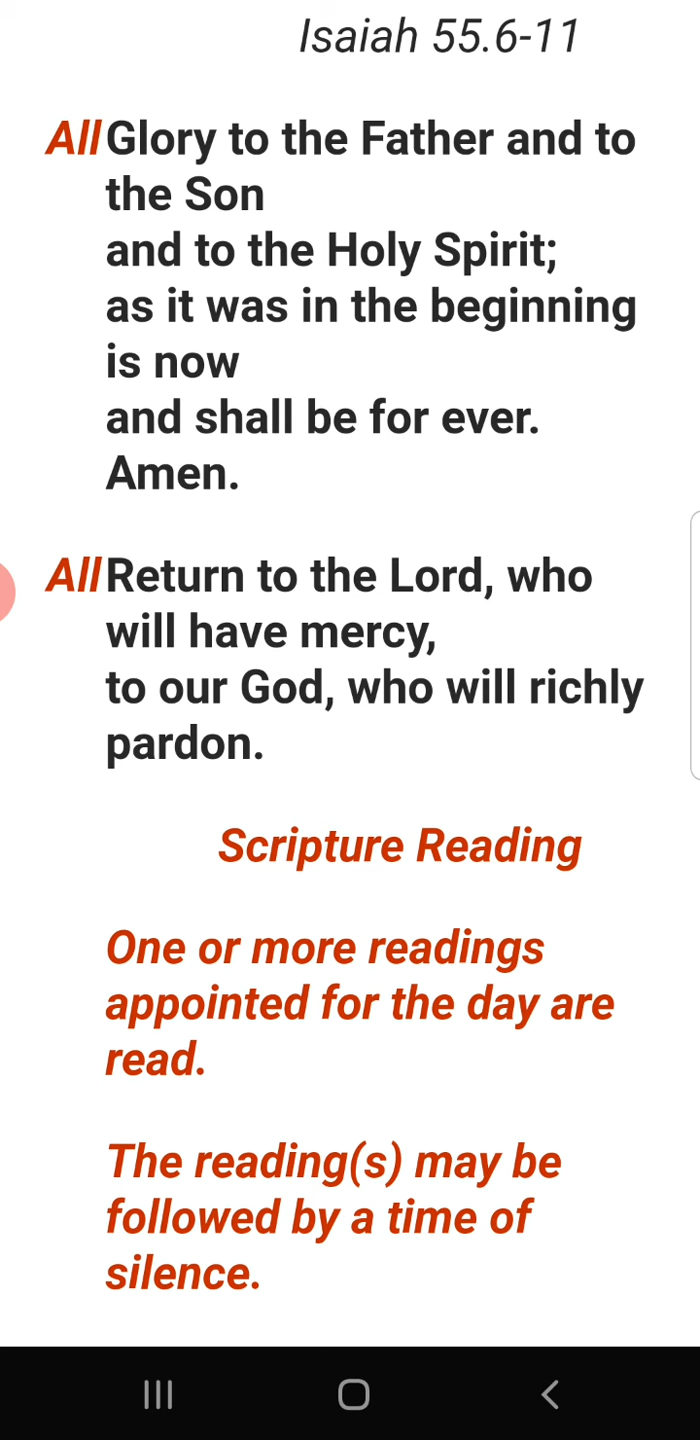 Isaiah 55.6-11
All Glory to the Father and to
the Son
and to the Holy Spirit;
as it was in the beginning
is now
and shall be for ever.
Amen.
All Return to the Lord, who
will have mercy,
to our God, who will richly
pardon.
Scripture Reading
One or more readings
appointed for the day are
read.
The reading(s) may be
followed by a time of
silence.